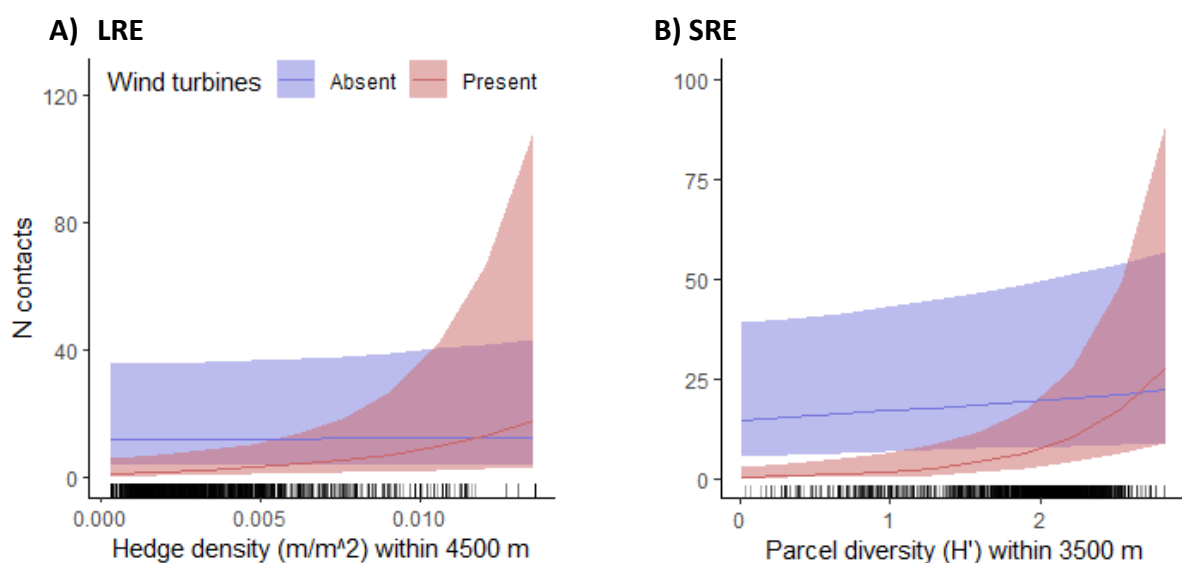 A) LRE
B) SRE
Wind turbines Absent Present
N contacts
120
80
40
0
0.000 0.005 0.010
Hedge density (m/m^2) within 4500 m
100
75
50
25
0
0 1 2
Parcel diversity (H') within 3500 m